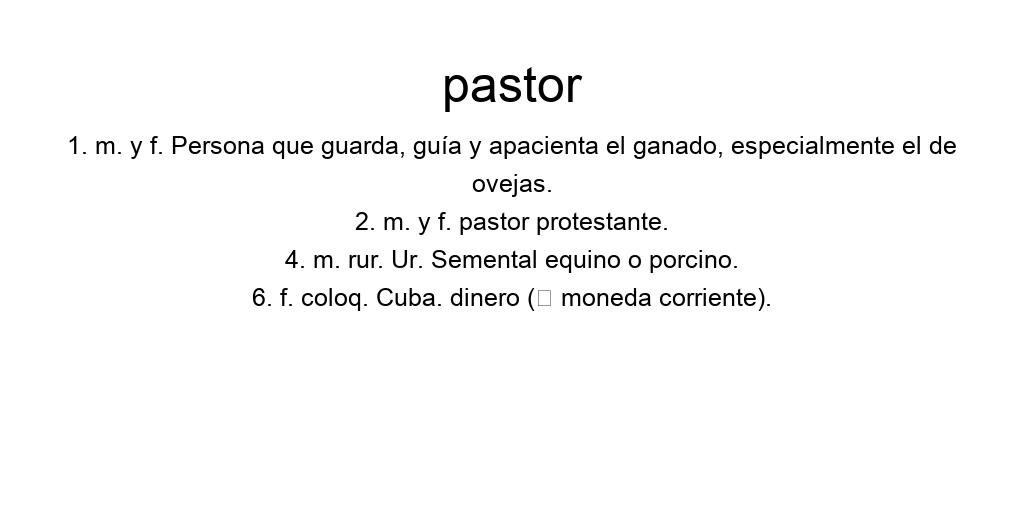 pastor
1. m. y f. Persona que guarda, guía y apacienta el ganado, especialmente el de
ovejas.
2. m. y f. pastor protestante.
4. m. rur. Ur. Semental equino o porcino.
6. f. coloq. Cuba. dinero (□ moneda corriente).